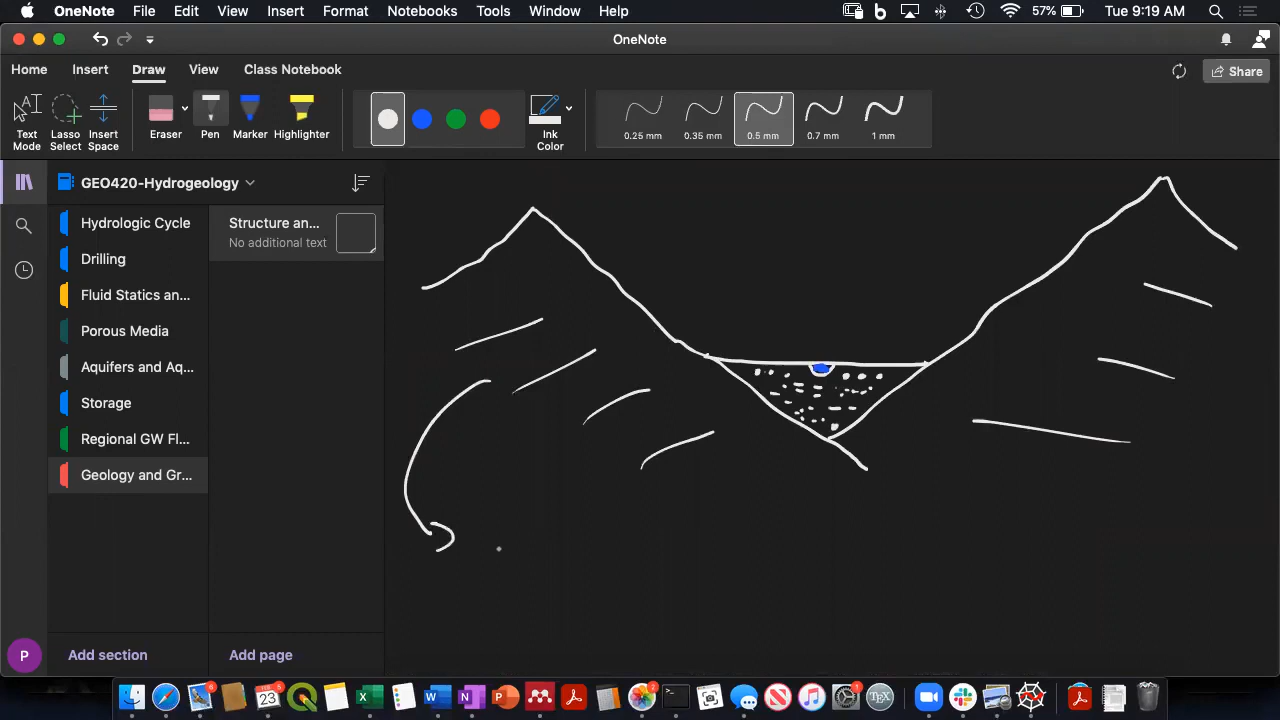 OneNote File Edit View Insert Format Notebooks Tools Window Help 57% Tue 9:19 AM
OneNote
Home Insert Draw View Class Notebook Share
Text Mode
Lasso Select
Insert Space
Eraser
Pen
Marker
Highlighter
Ink Color
0.25 mm 0.35 mm 0.5 mm 0.7 mm 1 mm
GEO420-Hydrogeology
Hydrologic Cycle
Drilling
Fluid Statics an...
Porous Media
Aquifers and Aq...
Storage
Regional GW Fl...
Geology and Gr...
Structure an...
No additional text
P
Add section
Add page
FEB
23